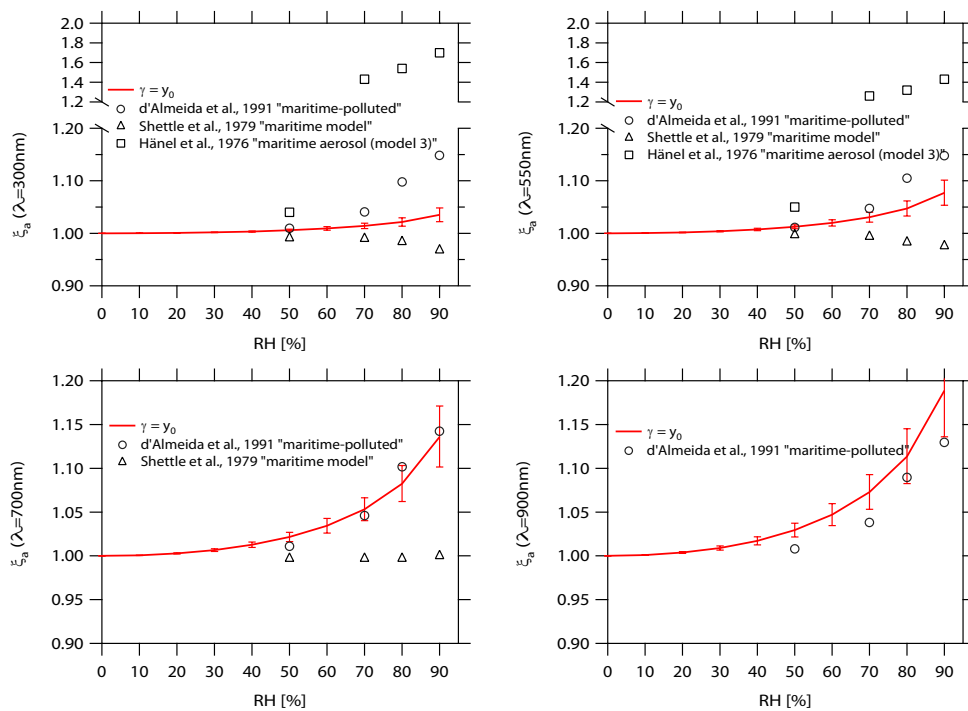 2.0
1.8
1.6
1.4
1.2
1.20
1.10
1.00
0.90
ξa (λ=300nm)
γ = y0
d'Almeida et al., 1991 "maritime-polluted"
Shettle et al., 1979 "maritime model"
Hänel et al., 1976 "maritime aerosol (model 3)"
0 10 20 30 40 50 60 70 80 90
RH [%]
2.0
1.8
1.6
1.4
1.2
1.20
1.10
1.00
0.90
ξa (λ=550nm)
γ = y0
d'Almeida et al., 1991 "maritime-polluted"
Shettle et al., 1979 "maritime model"
Hänel et al., 1976 "maritime aerosol (model 3)"
0 10 20 30 40 50 60 70 80 90
RH [%]
1.20
1.15
1.10
1.05
1.00
0.95
0.90
ξa (λ=700nm)
γ = y0
d'Almeida et al., 1991 "maritime-polluted"
Shettle et al., 1979 "maritime model"
0 10 20 30 40 50 60 70 80 90
RH [%]
1.20
1.15
1.10
1.05
1.00
0.95
0.90
ξa (λ=900nm)
γ = y0
d'Almeida et al., 1991 "maritime-polluted"
0 10 20 30 40 50 60 70 80 90
RH [%]